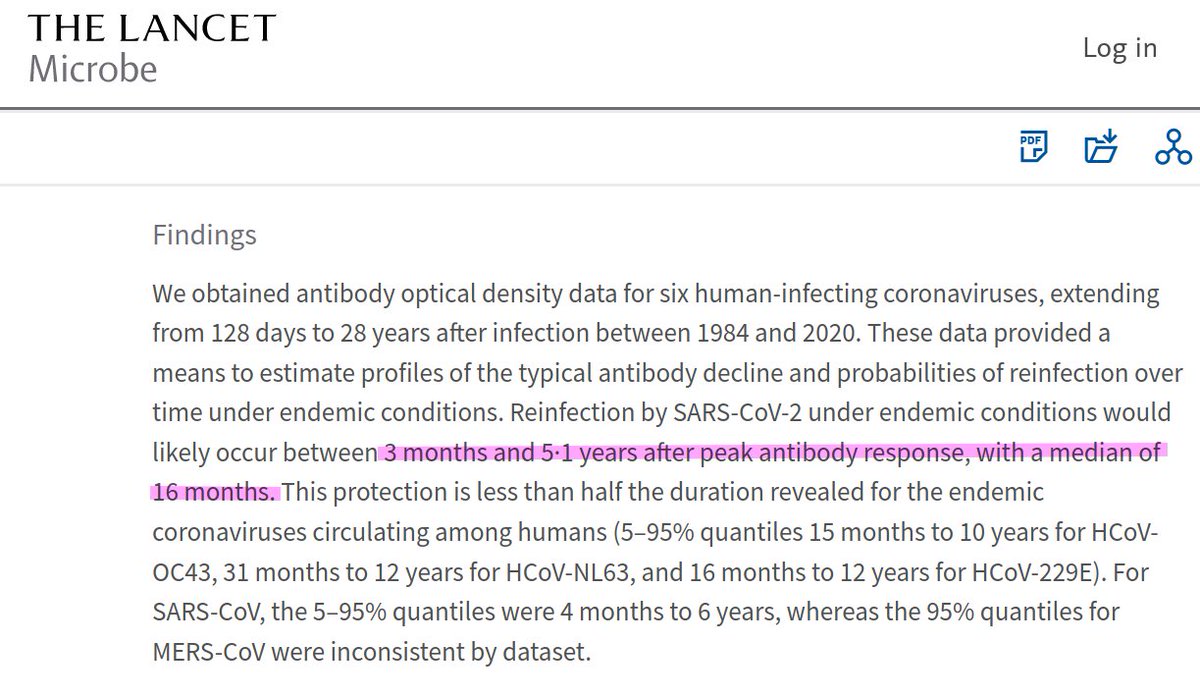 THE LANCET
Microbe
Log in
PDF
Findings
We obtained antibody optical density data for six human-infecting coronaviruses, extending
from 128 days to 28 years after infection between 1984 and 2020. These data provided a
means to estimate profiles of the typical antibody decline and probabilities of reinfection over
time under endemic conditions. Reinfection by SARS-CoV-2 under endemic conditions would
likely occur between 3 months and 5·1 years after peak antibody response, with a median of
16 months. This protection is less than half the duration revealed for the endemic
coronaviruses circulating among humans (5–95% quantiles 15 months to 10 years for HCoV-
OC43, 31 months to 12 years for HCoV-NL63, and 16 months to 12 years for HCoV-229E). For
SARS-CoV, the 5–95% quantiles were 4 months to 6 years, whereas the 95% quantiles for
MERS-CoV were inconsistent by dataset.